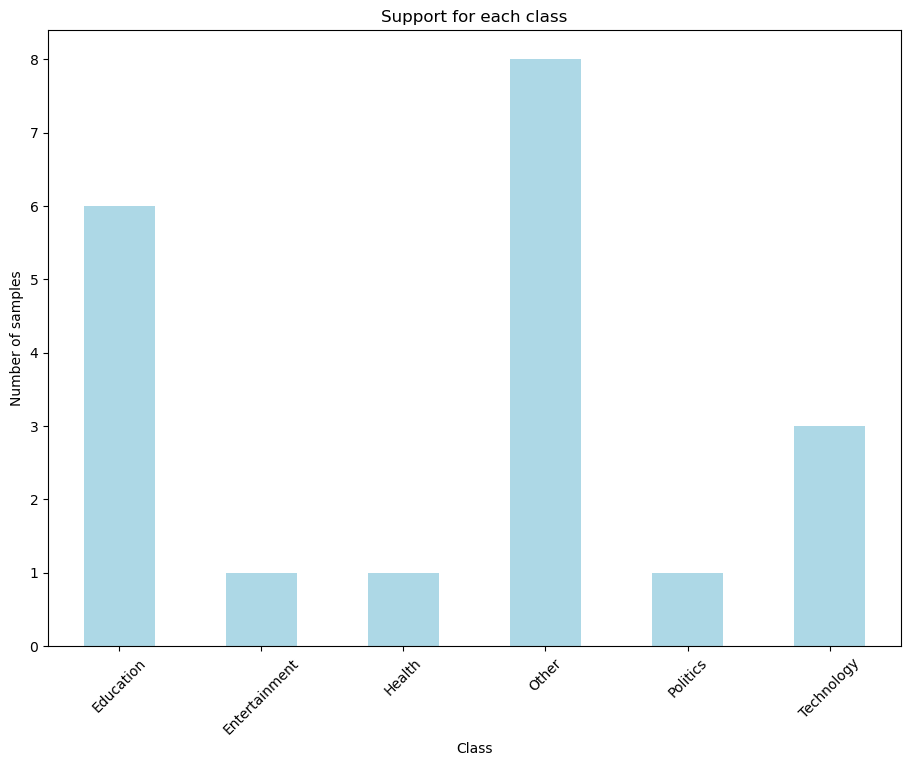 Support for each class
8
7
6
5
4
3
2
1
0
Number of samples
Education
Entertainment
Health
Other
Politics
Technology
Class